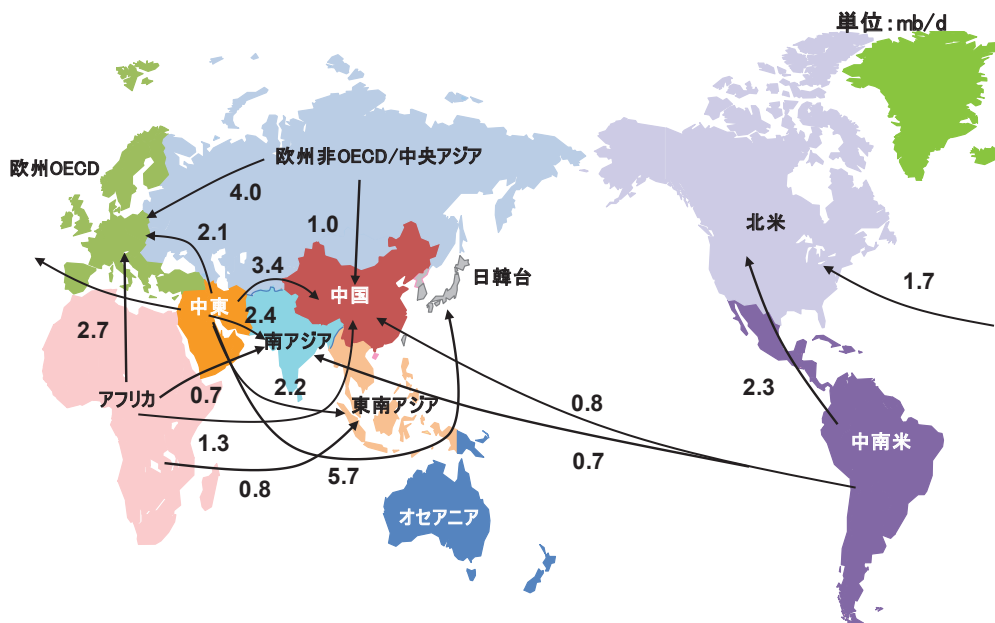 単位:mb/d
欧州非OECD/中央アジア
欧州OECD
4.0
北米
2.1
1.0
3.4
日韓台
1.7
中東
中国
2.4
2.7
南アジア
アフリカ
0.7
2.2
2.3
東南アジア
0.8
1.3
中南米
0.7
0.8
5.7
オセアニア